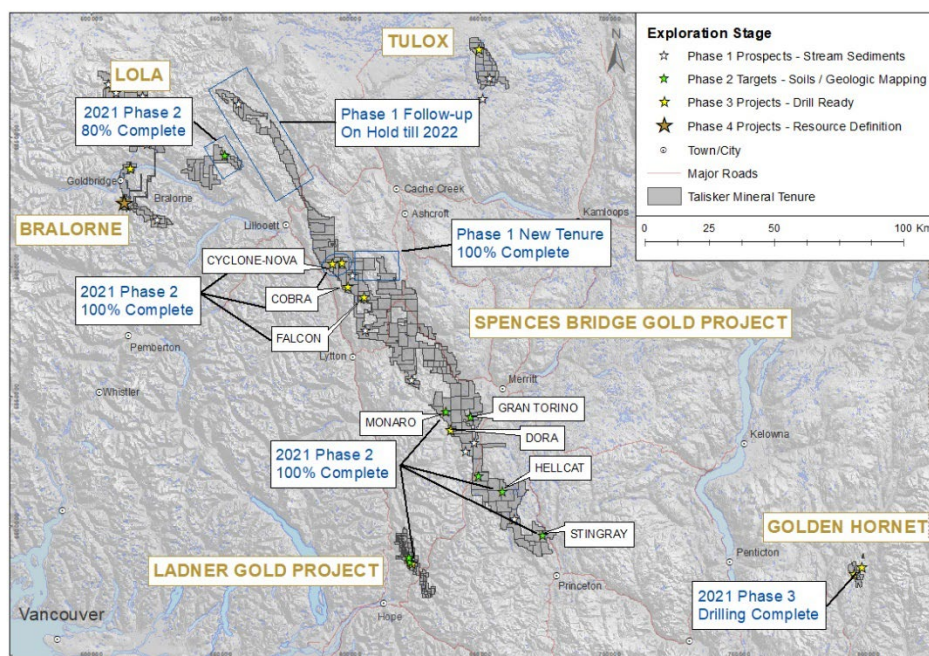 TULOX
LOLA
2021 Phase 2
80% Complete
Phase 1 Follow-up
On Hold till 2022
N
Exploration Stage
Phase 1 Prospects - Stream Sediments
Phase 2 Targets - Soils / Geologic Mapping
Phase 3 Projects - Drill Ready
Phase 4 Projects - Resource Definition
Town/City
Major Roads
Talisker Mineral Tenure
0 25 50 100 Km
Goldbridge
Bralorne
BRALORNE
Cache Creek
Ashcroft
Kamloops
Lillooett
Phase 1 New Tenure
100% Complete
CYCLONE-NOVA
2021 Phase 2
100% Complete
COBRA
FALCON
SPENCES BRIDGE GOLD PROJECT
Pemberton
Lytton
Whistler
Merritt
MONARO
GRAN TORINO
DORA
Kelowna
2021 Phase 2
100% Complete
HELLCAT
STINGRAY
GOLDEN HORNET
LADNER GOLD PROJECT
Penticton
Princeton
2021 Phase 3
Drilling Complete
Vancouver
Hope